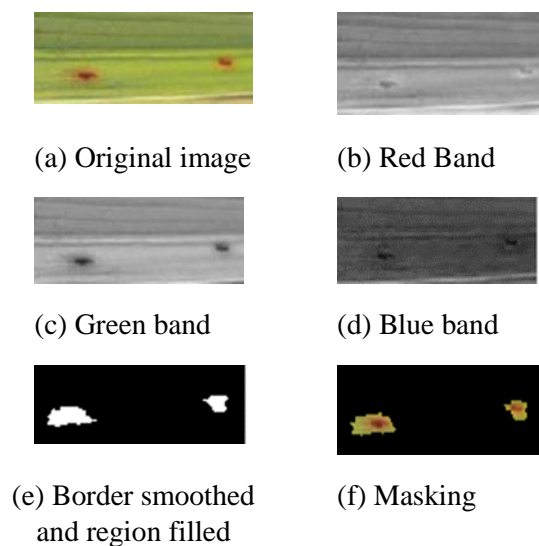 (a) Original image
(b) Red Band
(c) Green band
(d) Blue band
(e) Border smoothed
and region filled
(f) Masking